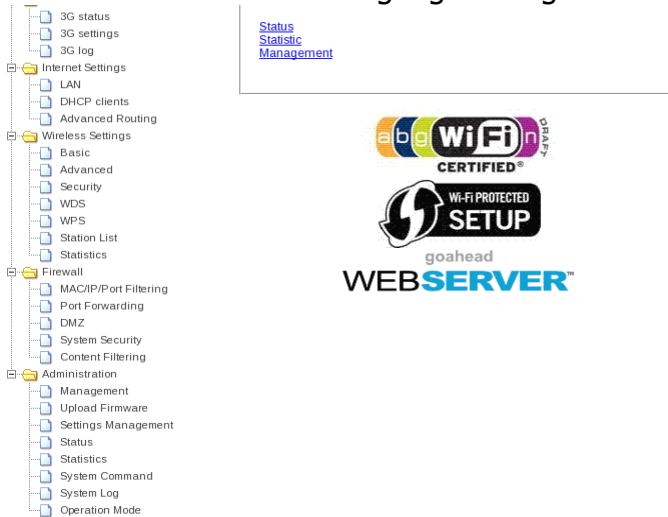 3G status
3G settings
3G log
Internet Settings
LAN
DHCP clients
Advanced Routing
Wireless Settings
Basic
Advanced
Security
WDS
WPS
Station List
Statistics
Firewall
MAC/IP/Port Filtering
Port Forwarding
DMZ
System Security
Content Filtering
Administration
Management
Upload Firmware
Settings Management
Status
Statistics
System Command
System Log
Operation Mode
Status
Statistic
Management
a b g Wi Fi n DRAFT
CERTIFIED®
Wi-Fi PROTECTED
SETUP
goahead
WEBSERVER™